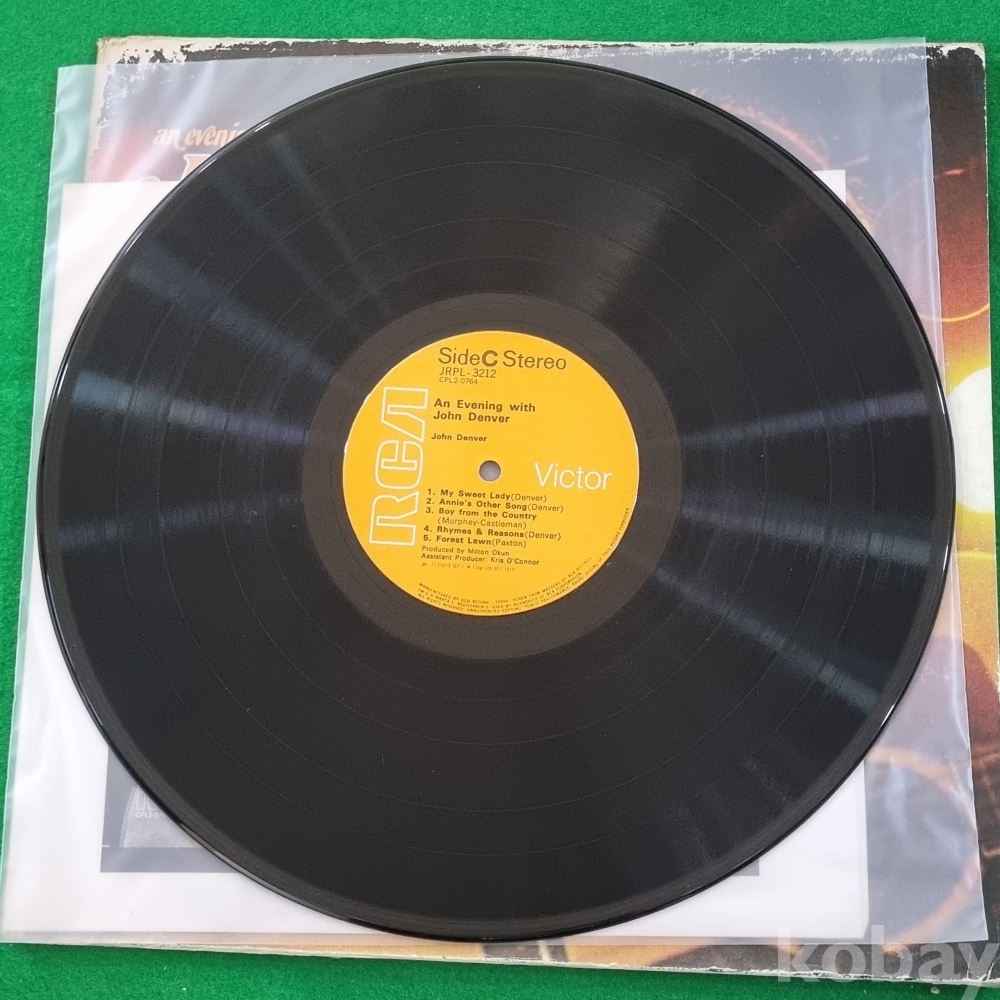 an eveni
SideC Stereo
JRPL-3212
CPL2-0764
An Evening with
John Denver
John Denver
RCA
Victor
1. My Sweet Lady(Denver)
2. Annie's Other Song(Denver)
3. Boy from the Country
(Murphey-Castleman)
4. Rhymes & Reasons(Denver)
5. Forest Lawn(Paxton)
Produced by Milton Okun
Assistant Producer: Kris O'Connor
kobay